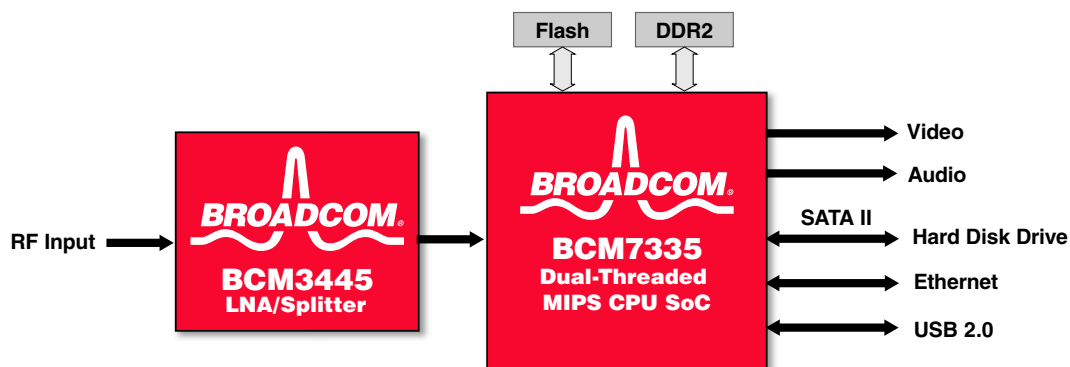 Flash
DDR2
BROADCOM®
BROADCOM®
RF Input
BCM3445
LNA/Splitter
BCM7335
Dual-Threaded
MIPS CPU SoC
Video
Audio
SATA II
Hard Disk Drive
Ethernet
USB 2.0